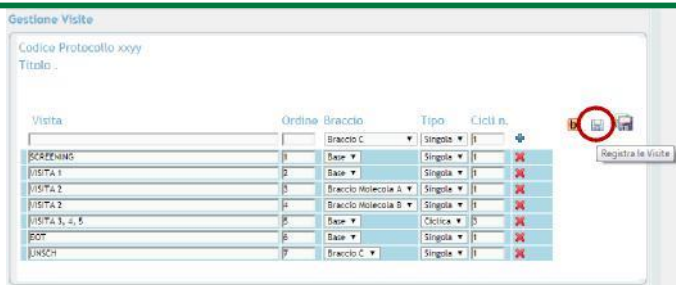 Gestione Visite
Codice Protocollo xxyy
Titolo .
Visita Ordine Braccio Tipo Cicli n.
Braccio C Singola 1
Registra le Visite
SCREENING 1 Base Singola 1
VISITA 1 2 Base Singola 1
VISITA 2 3 Braccio Molecola A Singola 1
VISITA 2 4 Braccio Molecola B Singola 1
VISITA 3, 4, 5 5 Base Ciclica 3
EOT 6 Base Singola 1
UNSCH 7 Braccio C Singola 1